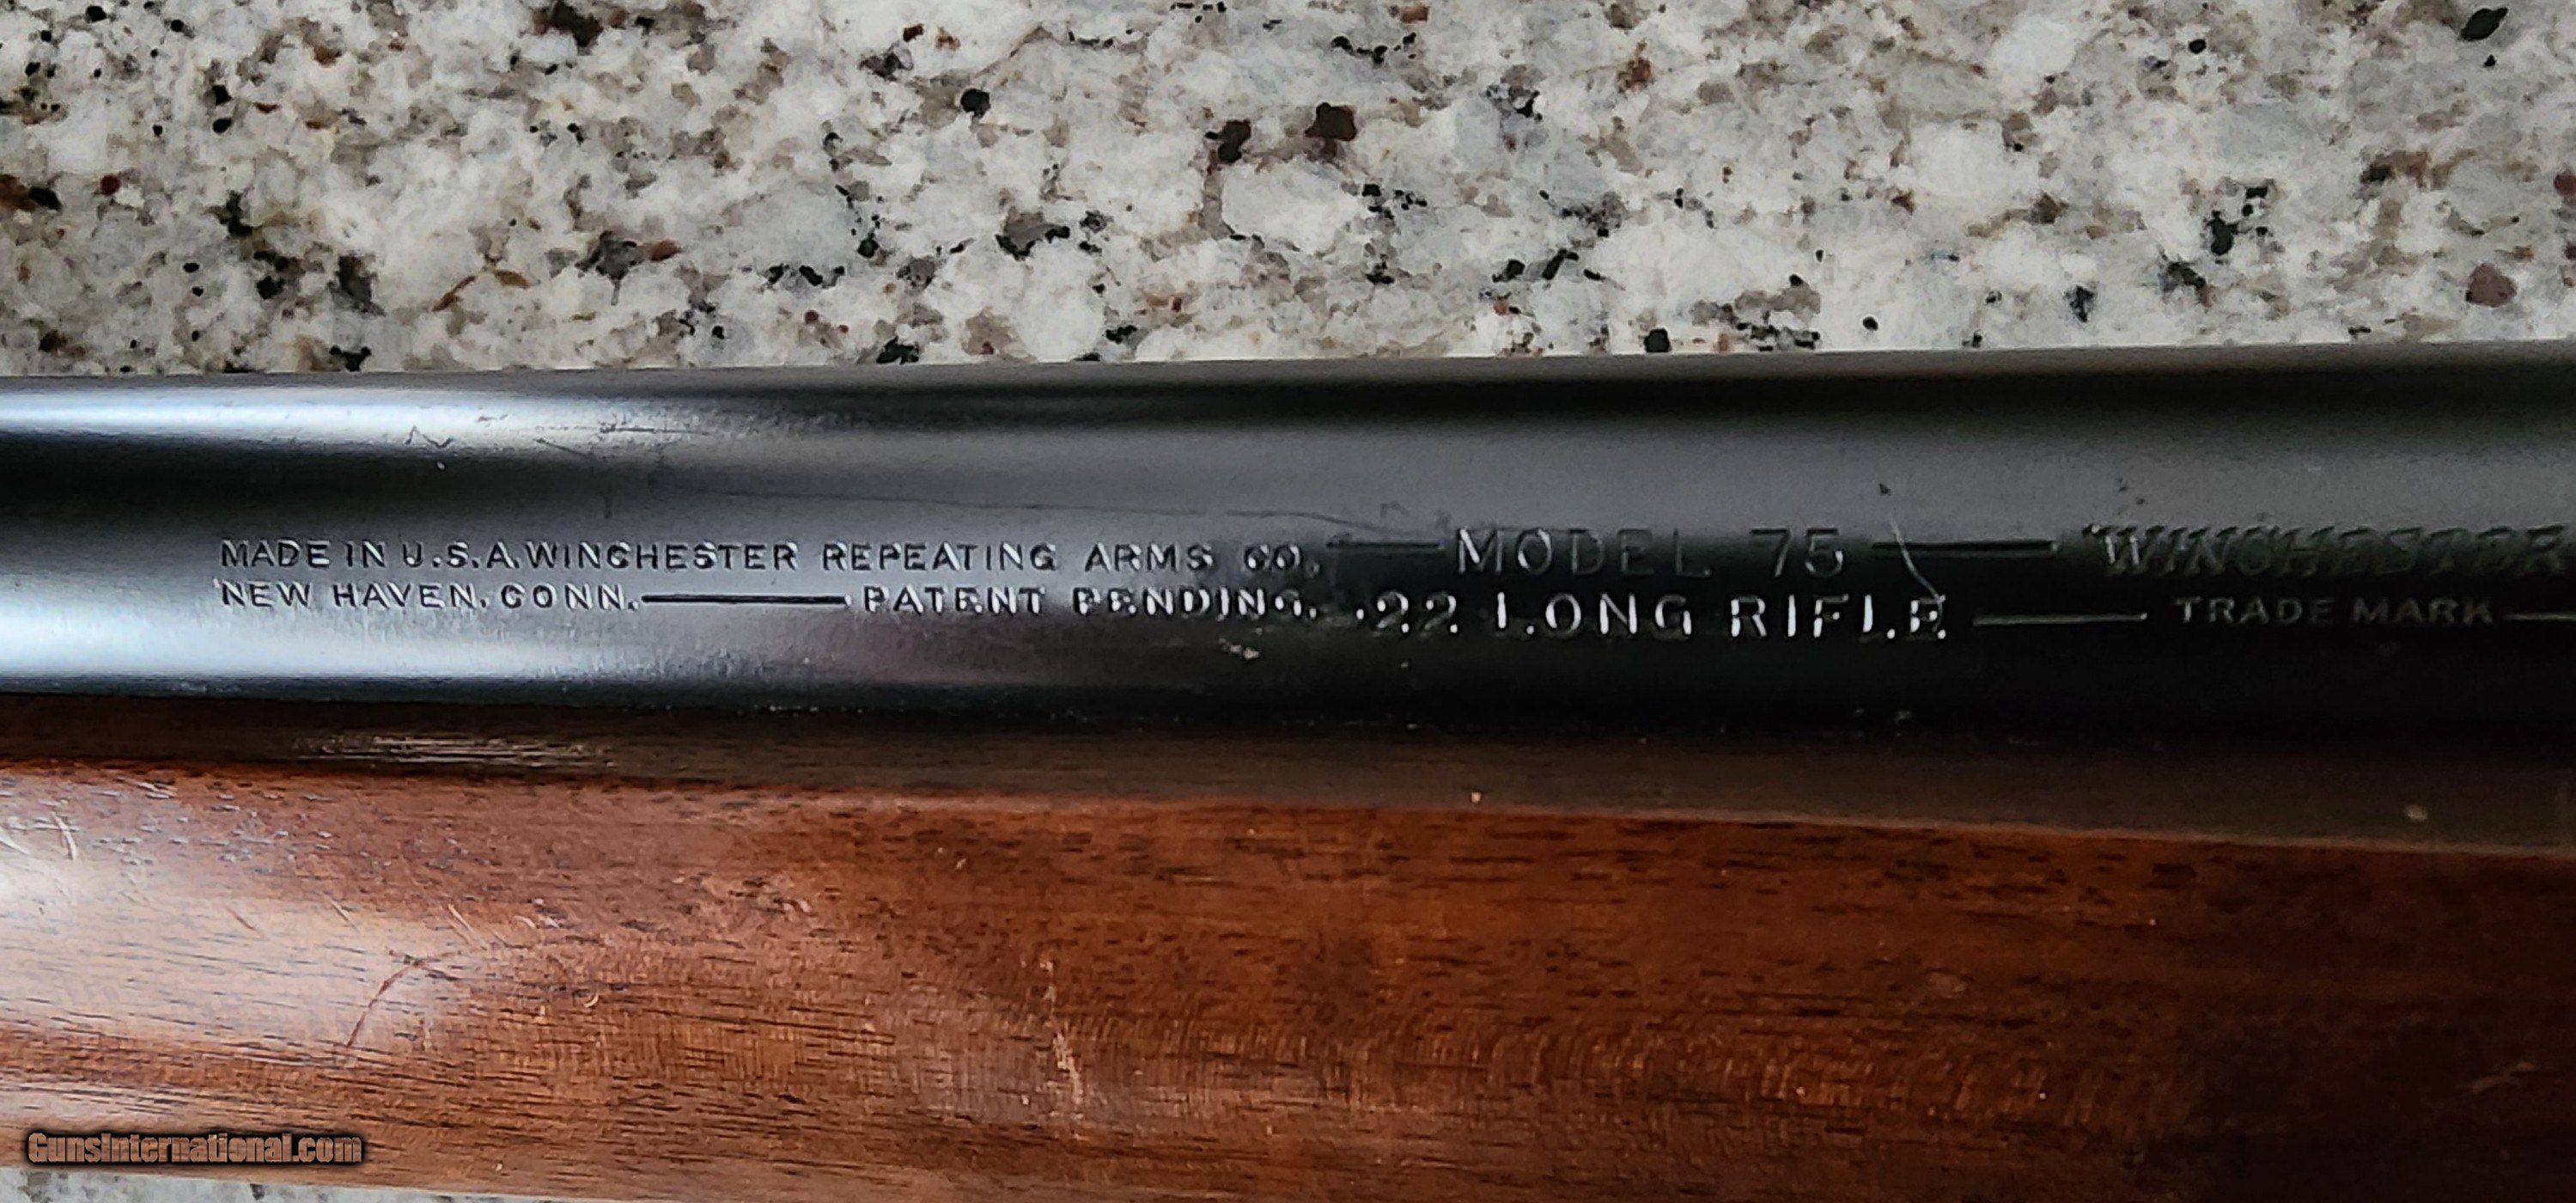 MADE IN U.S.A. WINCHESTER REPEATING ARMS CO. — MODEL 75 — WINCHESTER
NEW HAVEN, CONN. — PATENT PENDING. .22 LONG RIFLE — TRADE MARK —
GunsInternational.com